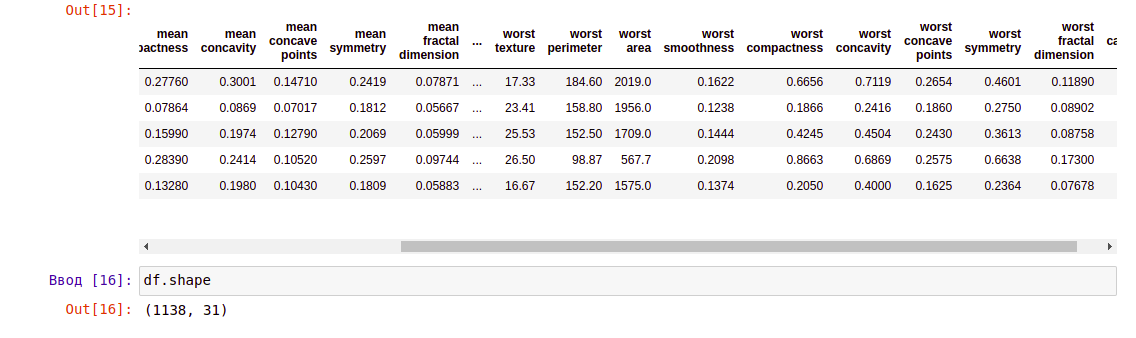 Out[15]:
mean compactness mean concavity mean concave points mean symmetry mean fractal dimension ... worst texture worst perimeter worst area worst smoothness worst compactness worst concavity worst concave points worst symmetry worst fractal dimension
0.27760 0.3001 0.14710 0.2419 0.07871 ... 17.33 184.60 2019.0 0.1622 0.6656 0.7119 0.2654 0.4601 0.11890
0.07864 0.0869 0.07017 0.1812 0.05667 ... 23.41 158.80 1956.0 0.1238 0.1866 0.2416 0.1860 0.2750 0.08902
0.15990 0.1974 0.12790 0.2069 0.05999 ... 25.53 152.50 1709.0 0.1444 0.4245 0.4504 0.2430 0.3613 0.08758
0.28390 0.2414 0.10520 0.2597 0.09744 ... 26.50 98.87 567.7 0.2098 0.8663 0.6869 0.2575 0.6638 0.17300
0.13280 0.1980 0.10430 0.1809 0.05883 ... 16.67 152.20 1575.0 0.1374 0.2050 0.4000 0.1625 0.2364 0.07678
Ввод [16]: df.shape
Out[16]: (1138, 31)